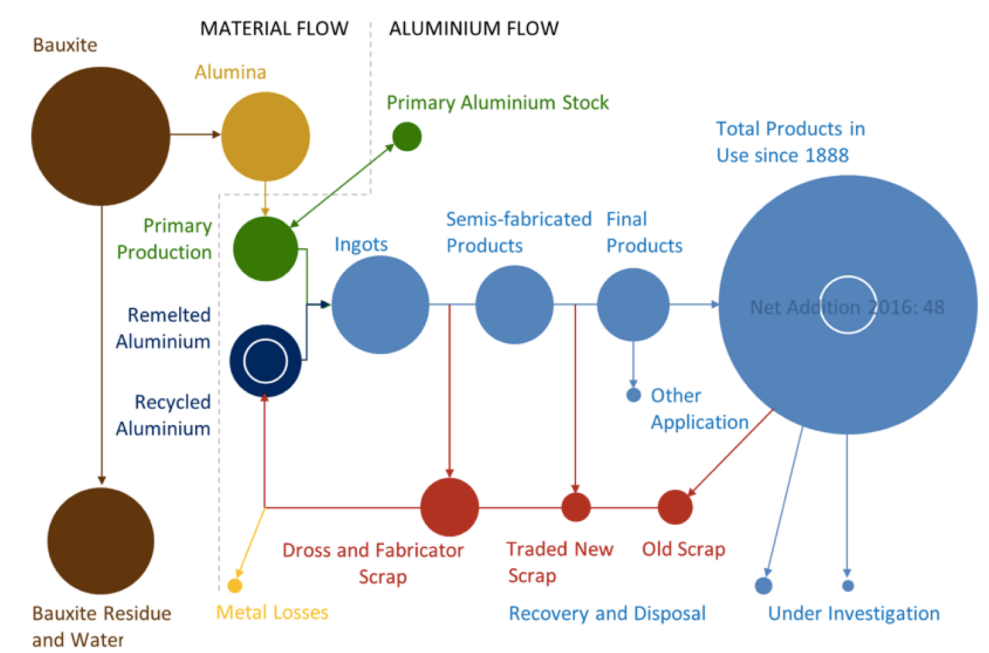 MATERIAL FLOW
ALUMINIUM FLOW
Bauxite
Alumina
Primary Aluminium Stock
Total Products in
Use since 1888
Primary
Production
Ingots
Semis-fabricated
Products
Final
Products
Remelted
Aluminium
Net Addition 2016: 48
Recycled
Aluminium
Other
Application
Dross and Fabricator
Scrap
Traded New
Scrap
Old Scrap
Bauxite Residue
and Water
Metal Losses
Recovery and Disposal
Under Investigation